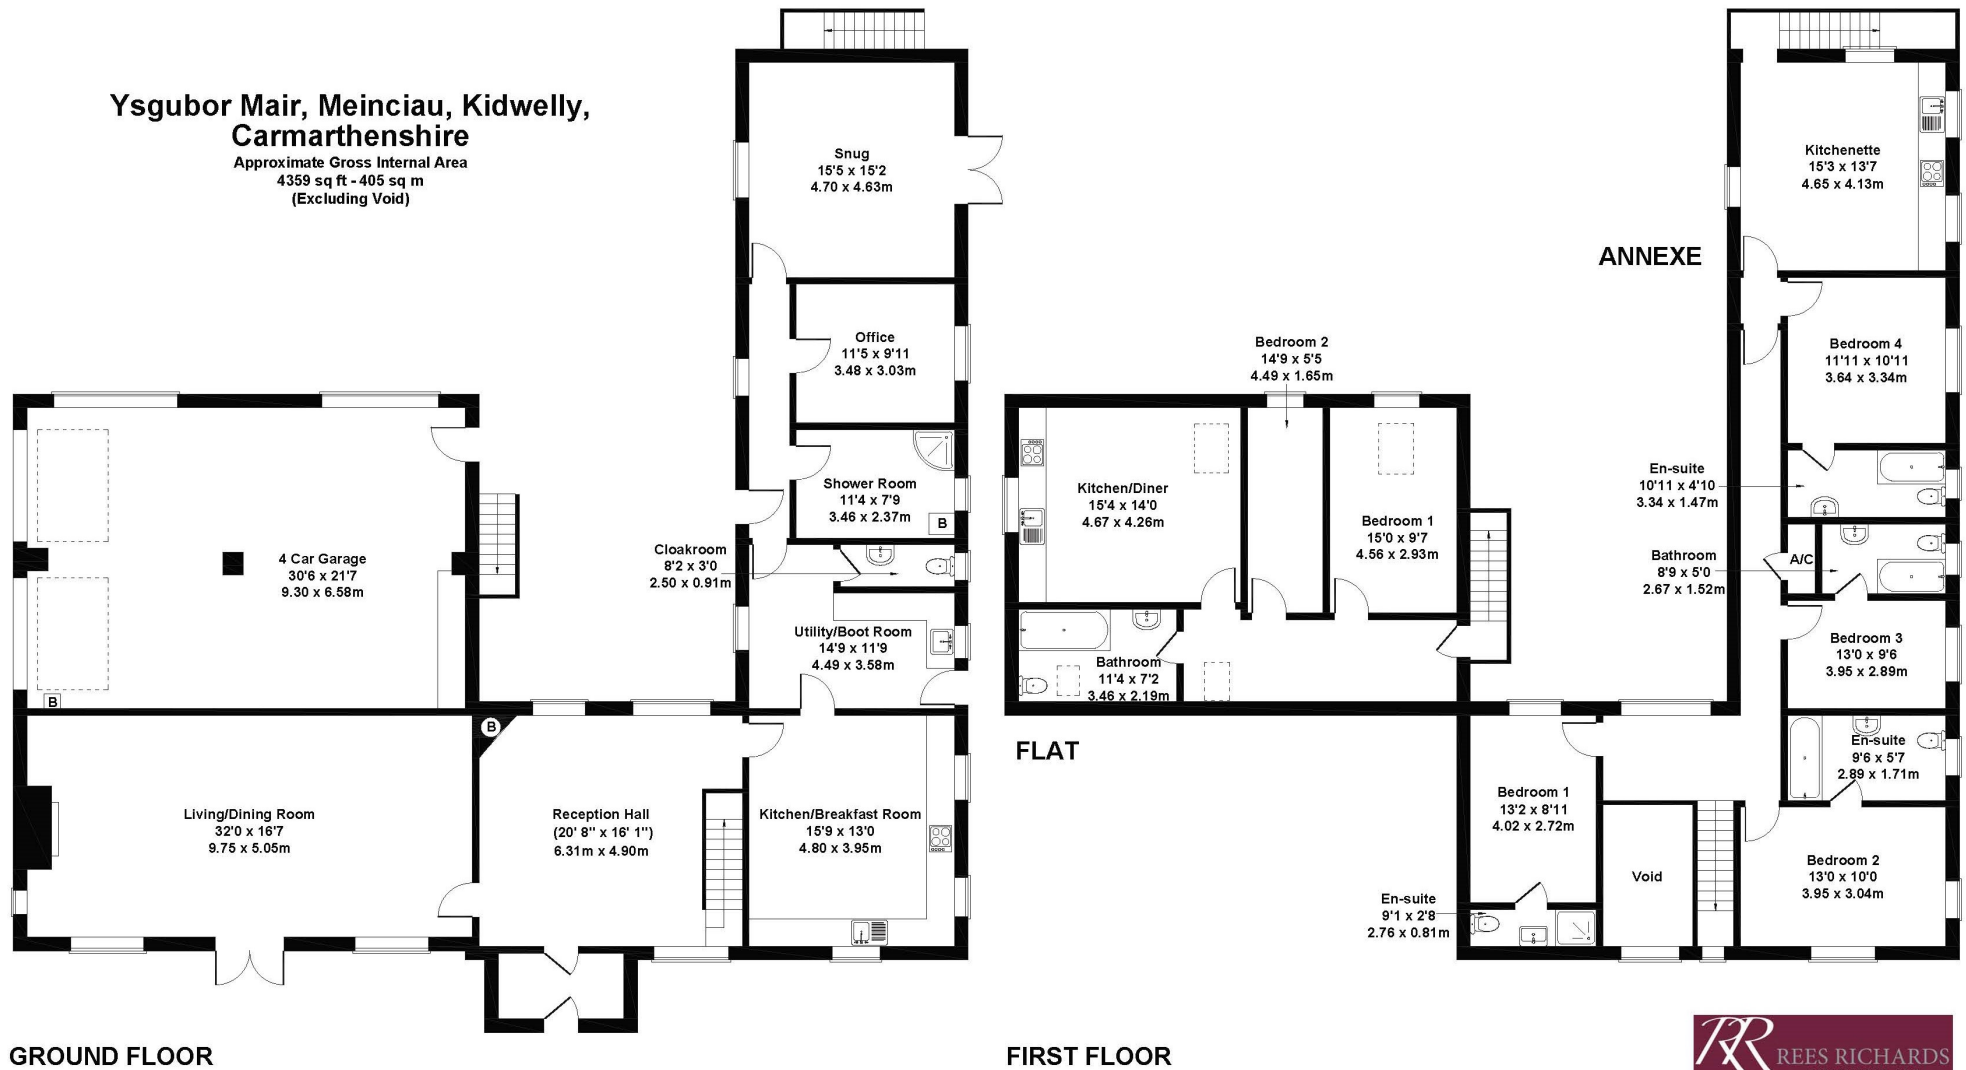 Ysgubor Mair, Meinciau, Kidwelly,
Carmarthenshire
Approximate Gross Internal Area
4359 sq ft - 405 sq m
(Excluding Void)
Snug
15'5 x 15'2
4.70 x 4.63m
Office
11'5 x 9'11
3.48 x 3.03m
Shower Room
11'4 x 7'9
3.46 x 2.37m
B
Cloakroom
8'2 x 3'0
2.50 x 0.91m
4 Car Garage
30'6 x 21'7
9.30 x 6.58m
B
Utility/Boot Room
14'9 x 11'9
4.49 x 3.58m
B
Living/Dining Room
32'0 x 16'7
9.75 x 5.05m
Reception Hall
(20' 8" x 16' 1")
6.31m x 4.90m
Kitchen/Breakfast Room
15'9 x 13'0
4.80 x 3.95m
GROUND FLOOR
Kitchenette
15'3 x 13'7
4.65 x 4.13m
ANNEXE
Bedroom 4
11'11 x 10'11
3.64 x 3.34m
Bedroom 2
14'9 x 5'5
4.49 x 1.65m
Kitchen/Diner
15'4 x 14'0
4.67 x 4.26m
Bedroom 1
15'0 x 9'7
4.56 x 2.93m
En-suite
10'11 x 4'10
3.34 x 1.47m
Bathroom
8'9 x 5'0
2.67 x 1.52m
A/C
Bathroom
11'4 x 7'2
3.46 x 2.19m
Bedroom 3
13'0 x 9'6
3.95 x 2.89m
FLAT
En-suite
9'6 x 5'7
2.89 x 1.71m
Bedroom 1
13'2 x 8'11
4.02 x 2.72m
Void
Bedroom 2
13'0 x 10'0
3.95 x 3.04m
En-suite
9'1 x 2'8
2.76 x 0.81m
FIRST FLOOR
RR REES RICHARDS